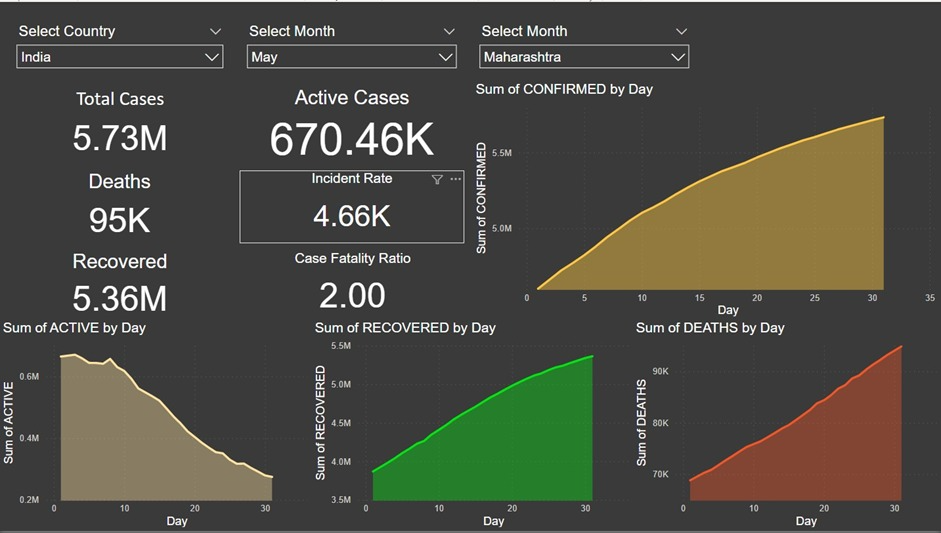 Select Country
India
Select Month
May
Select Month
Maharashtra
Total Cases
5.73M
Deaths
95K
Recovered
5.36M
Active Cases
670.46K
Incident Rate
4.66K
Case Fatality Ratio
2.00
Sum of CONFIRMED by Day
Sum of CONFIRMED
5.5M
5.0M
0 5 10 15 20 25 30 35
Day
Sum of ACTIVE by Day
Sum of ACTIVE
0.6M
0.4M
0.2M
0 10 20 30
Day
Sum of RECOVERED by Day
Sum of RECOVERED
5.5M
5.0M
4.5M
4.0M
3.5M
0 10 20 30
Day
Sum of DEATHS by Day
Sum of DEATHS
90K
80K
70K
0 10 20 30
Day